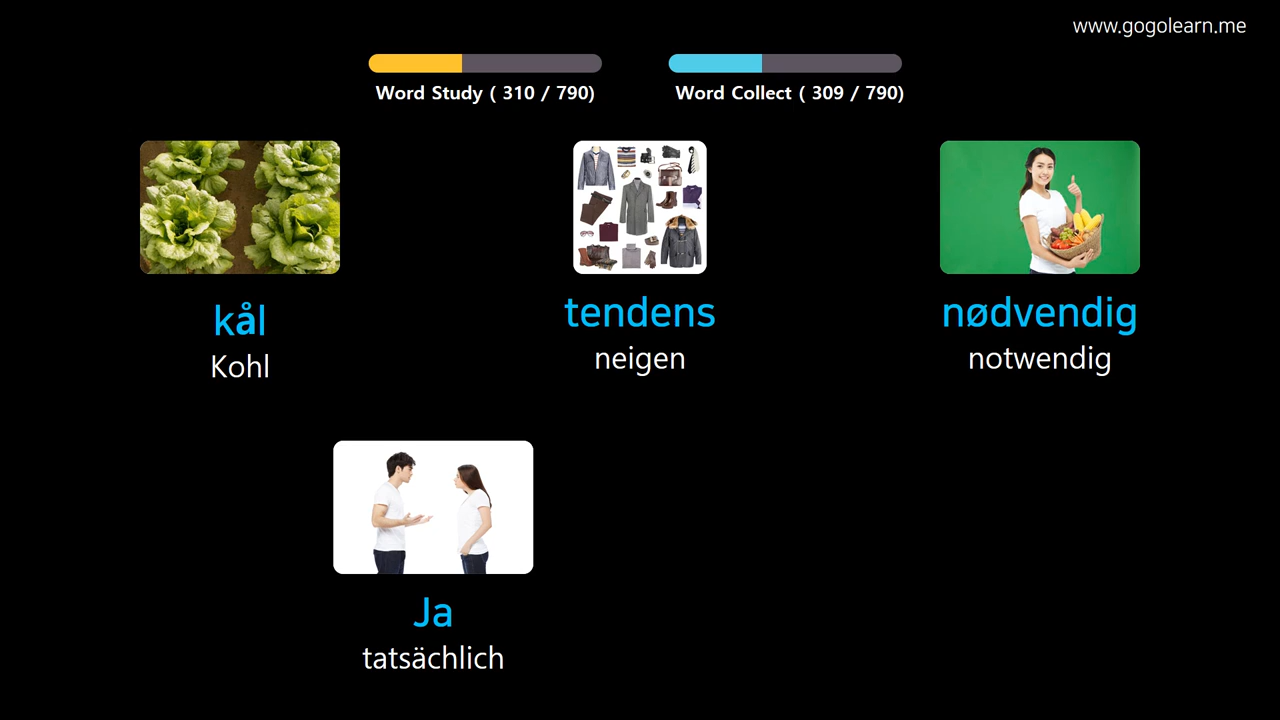 www.gogolearn.me
Word Study ( 310 / 790)
Word Collect ( 309 / 790)
kål
Kohl
tendens
neigen
nødvendig
notwendig
Ja
tatsächlich